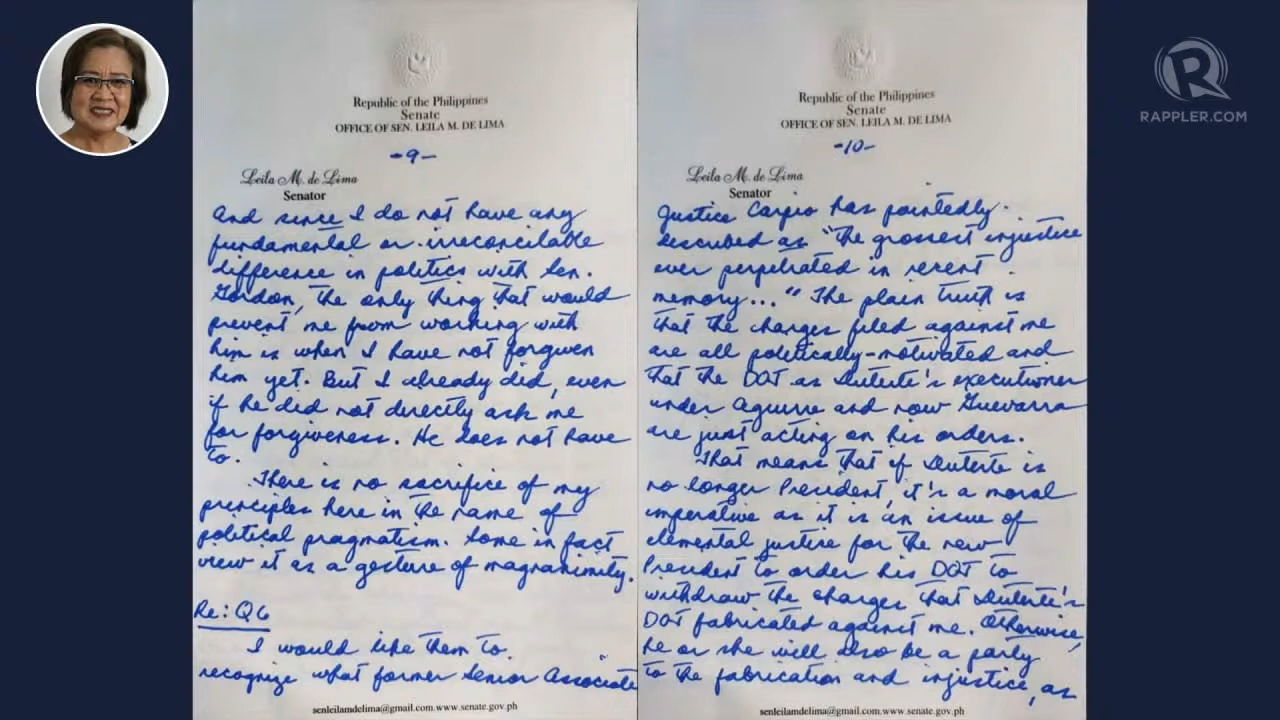 Republic of the Philippines
Senate
OFFICE OF SEN. LEILA M. DE LIMA
-9-
Leila M. de Lima
Senator
And since I do not have any
fundamental or irreconcilable
difference in politics with Sen.
Gordon, the only thing that would
prevent me from working with
him is when I have not forgiven
him yet. But I already did, even
if he did not directly ask me
for forgiveness. He does not have
to.
There is no sacrifice of my
principles here in the name of
political pragmatism. Some in fact
view it as a gesture of magnanimity.
Re: Q6
I would like them to
recognize what former Senior Associate
senleilamdelima@gmail.com.www.senate.gov.ph
Republic of the Philippines
Senate
OFFICE OF SEN. LEILA M. DE LIMA
-10-
Leila M. de Lima
Senator
Justice Carpio has pointedly
described as "the grossest injustice
ever perpetrated in recent
memory..." The plain truth is
that the charges filed against me
are all politically-motivated and
that the DOJ as Duterte's executioner
under Aguirre and now Guevarra
are just acting on his orders.
That means that if Duterte is
no longer President, it's a moral
imperative as it is an issue of
elemental justice for the new
President to order his DOJ to
withdraw the charges that Duterte's
DOJ fabricated against me. Otherwise,
he or she will also be a party
to the fabrication and injustice, as
senleilamdelima@gmail.com www.senate.gov.ph
R
RAPPLER.COM